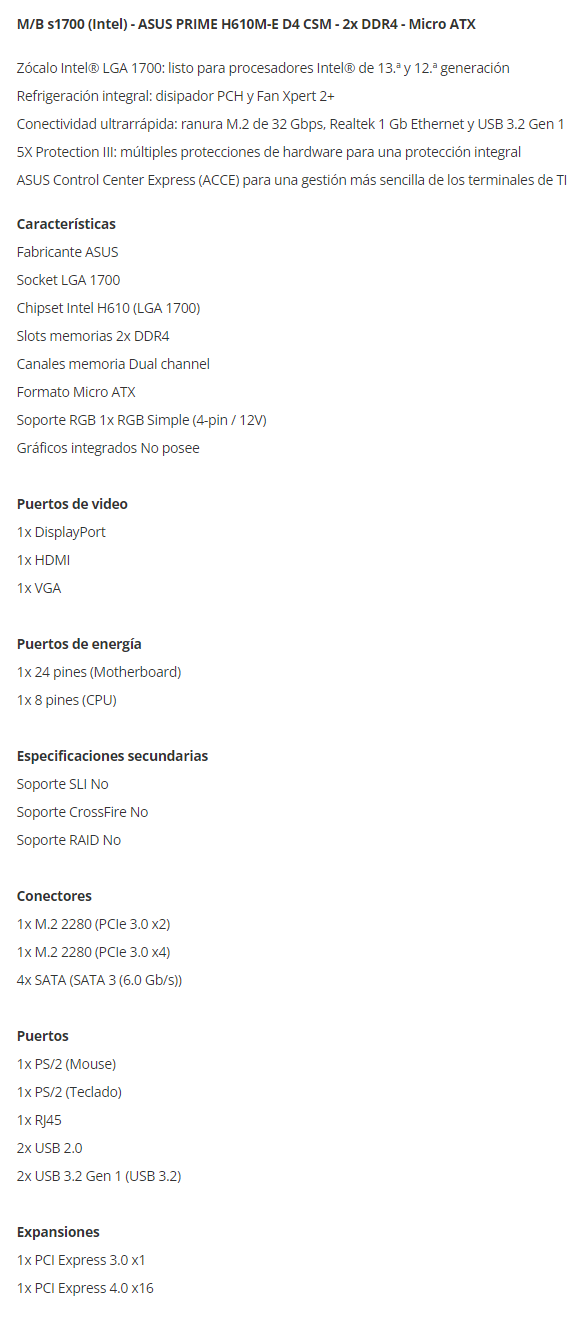 M/B s1700 (Intel) - ASUS PRIME H610M-E D4 CSM - 2x DDR4 - Micro ATX
Zócalo Intel® LGA 1700: listo para procesadores Intel® de 13.ª y 12.ª generación
Refrigeración integral: disipador PCH y Fan Xpert 2+
Conectividad ultrarrápida: ranura M.2 de 32 Gbps, Realtek 1 Gb Ethernet y USB 3.2 Gen 1
5X Protection III: múltiples protecciones de hardware para una protección integral
ASUS Control Center Express (ACCE) para una gestión más sencilla de los terminales de TI
Características
Fabricante ASUS
Socket LGA 1700
Chipset Intel H610 (LGA 1700)
Slots memorias 2x DDR4
Canales memoria Dual channel
Formato Micro ATX
Soporte RGB 1x RGB Simple (4-pin / 12V)
Gráficos integrados No posee
Puertos de video
1x DisplayPort
1x HDMI
1x VGA
Puertos de energía
1x 24 pines (Motherboard)
1x 8 pines (CPU)
Especificaciones secundarias
Soporte SLI No
Soporte CrossFire No
Soporte RAID No
Conectores
1x M.2 2280 (PCIe 3.0 x2)
1x M.2 2280 (PCIe 3.0 x4)
4x SATA (SATA 3 (6.0 Gb/s))
Puertos
1x PS/2 (Mouse)
1x PS/2 (Teclado)
1x RJ45
2x USB 2.0
2x USB 3.2 Gen 1 (USB 3.2)
Expansiones
1x PCI Express 3.0 x1
1x PCI Express 4.0 x16